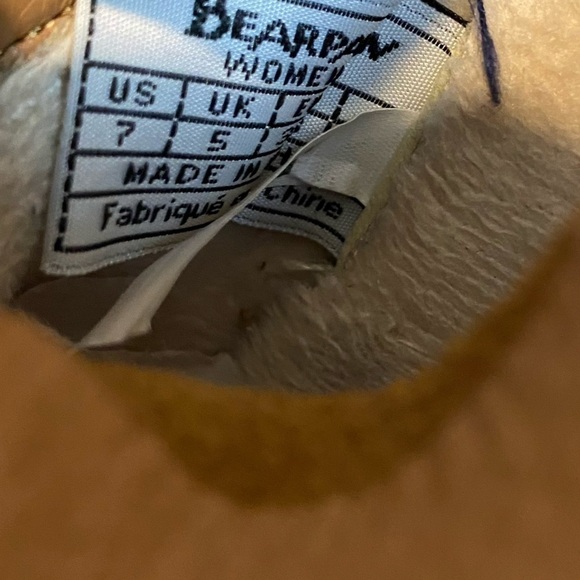 BEARPAW
WOMEN
US UK
7 5
MADE IN
Fabriqué Chine